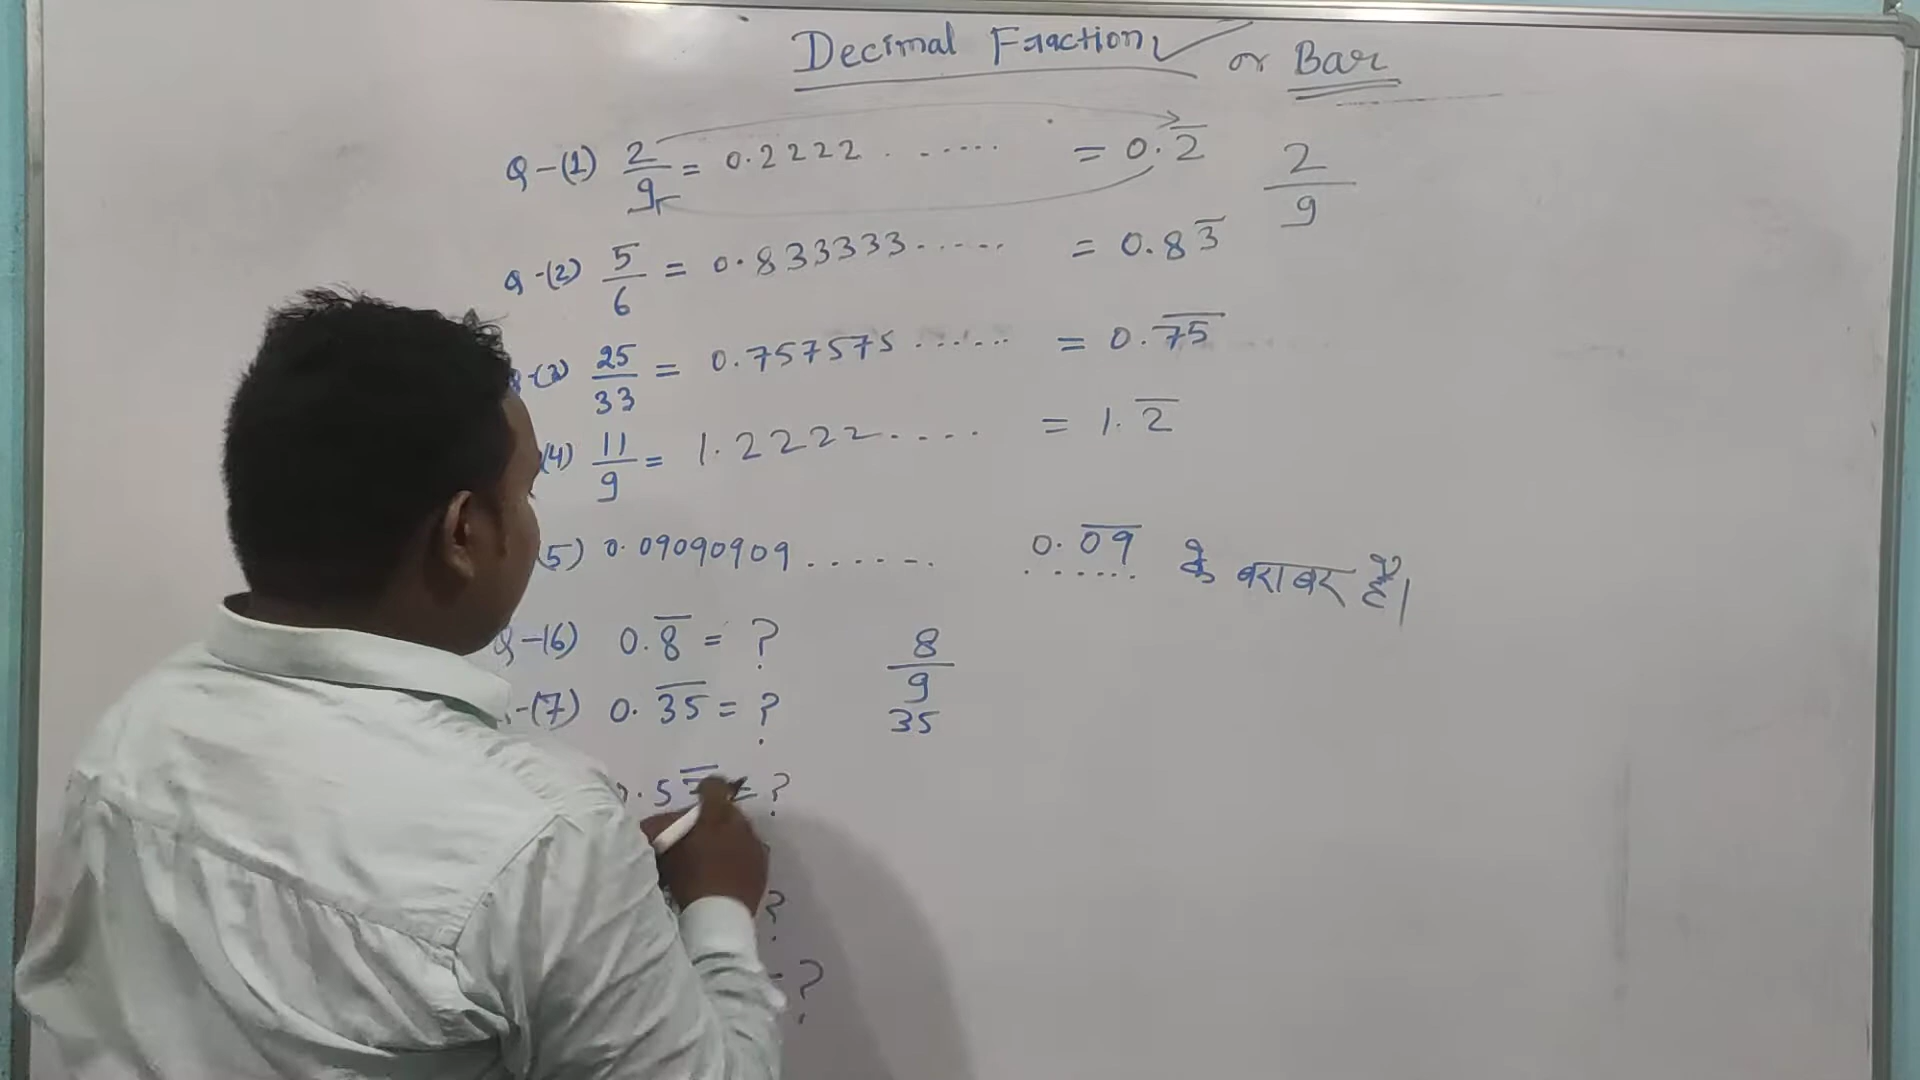 Decimal Fraction ✓ or Bar
Q-(1) 2/9 = 0.2222....... = 0.2̅ 2/9
Q-(2) 5/6 = 0.833333..... = 0.83̅
(3) 25/33 = 0.757575...... = 0.7̅5̅
(4) 11/9 = 1.2222.... = 1.2̅
(5) 0.09090909...... 0.0̅9̅ के बराबर है।
Q-(6) 0.8̅ = ? 8/9
-(7) 0.3̅5̅ = ? 35
.5 = ?
?
= ?